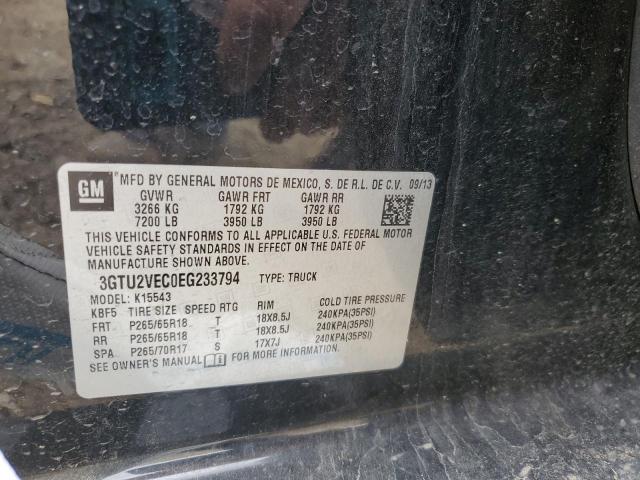 GM MFD BY GENERAL MOTORS DE MEXICO, S. DE R.L. DE C.V. 09/13
GVWR GAWR FRT GAWR RR
3266 KG 1792 KG 1792 KG
7200 LB 3950 LB 3950 LB
THIS VEHICLE CONFORMS TO ALL APPLICABLE U.S. FEDERAL MOTOR
VEHICLE SAFETY STANDARDS IN EFFECT ON THE DATE OF
MANUFACTURE SHOWN ABOVE.
3GTU2VEC0EG233794 TYPE: TRUCK
MODEL: K15543
KBF5 TIRE SIZE SPEED RTG RIM COLD TIRE PRESSURE
FRT P265/65R18 T 18X8.5J 240KPA(35PSI)
RR P265/65R18 T 18X8.5J 240KPA(35PSI)
SPA P265/70R17 S 17X7J 240KPA(35PSI)
SEE OWNER'S MANUAL FOR MORE INFORMATION.